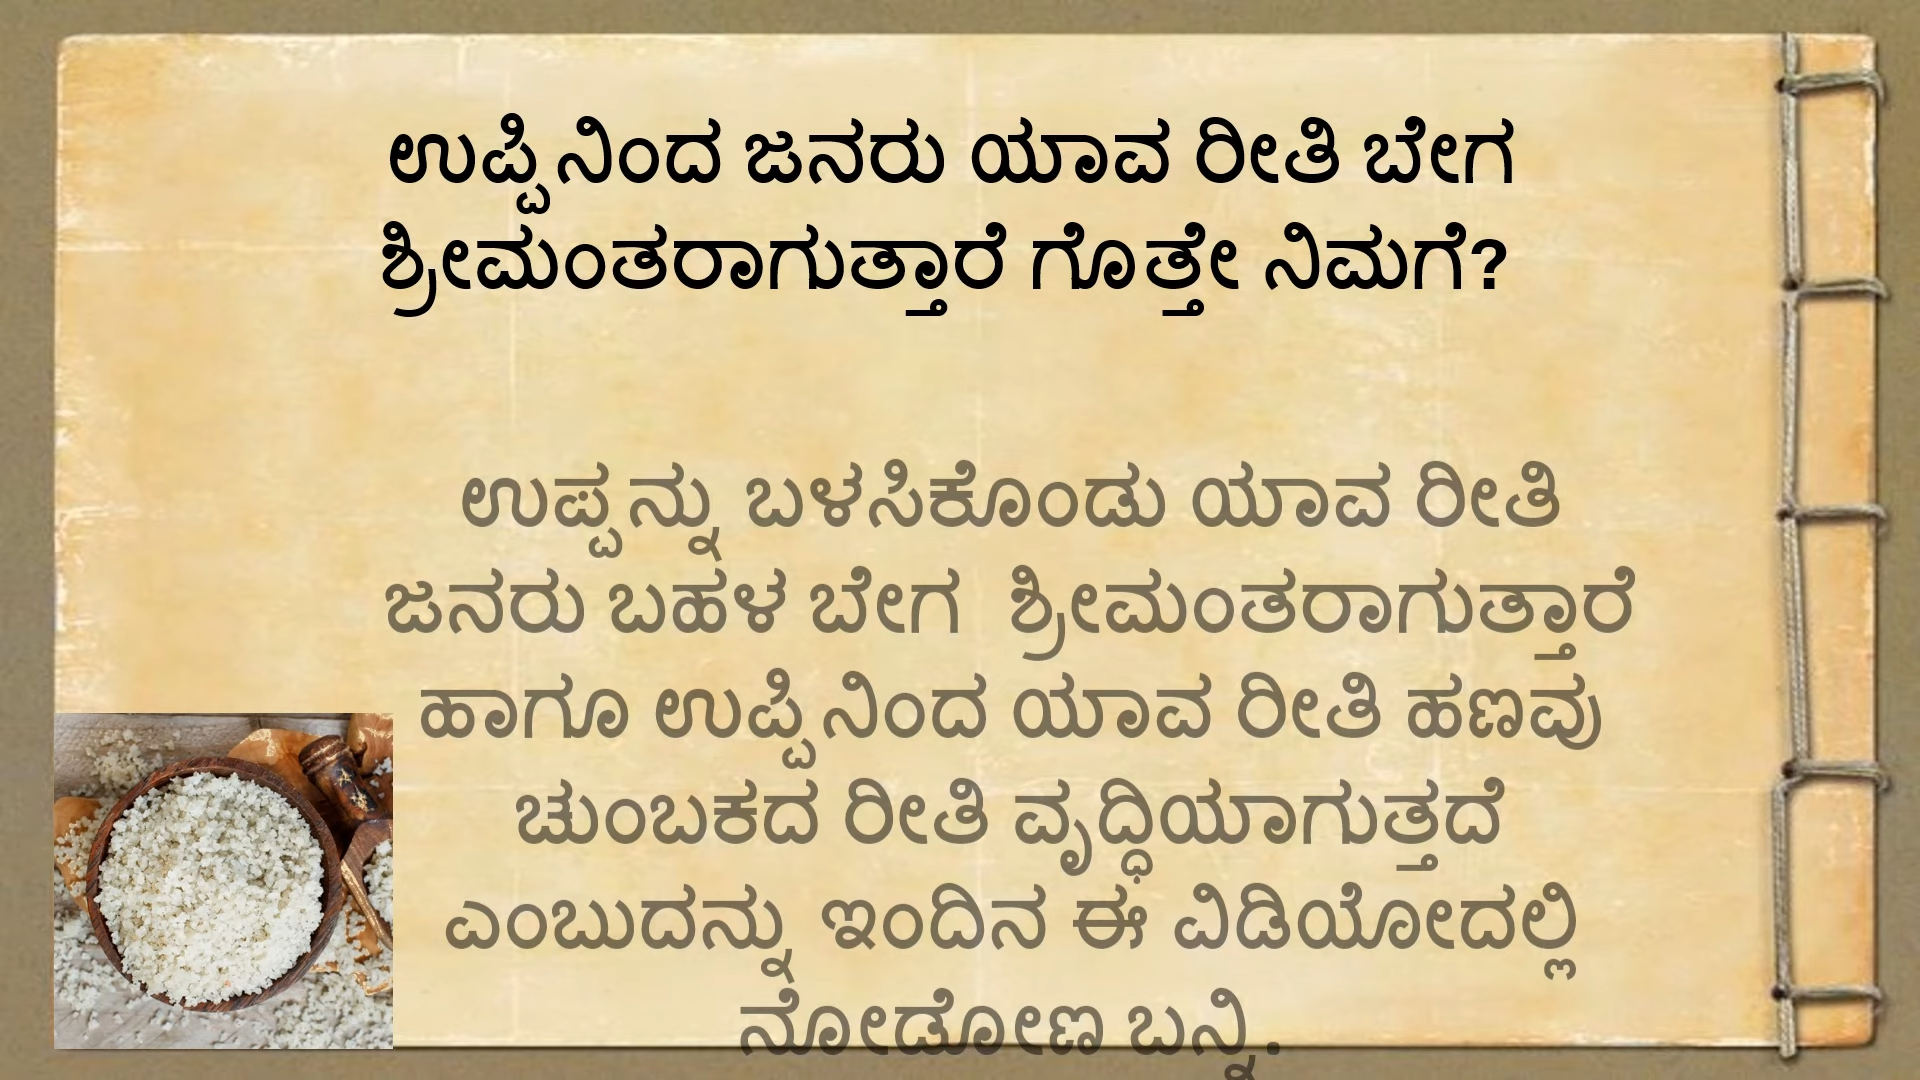 ಉಪ್ಪಿನಿಂದ ಜನರು ಯಾವ ರೀತಿ ಬೇಗ
ಶ್ರೀಮಂತರಾಗುತ್ತಾರೆ ಗೊತ್ತೇ ನಿಮಗೆ?
ಉಪ್ಪನ್ನು ಬಳಸಿಕೊಂಡು ಯಾವ ರೀತಿ
ಜನರು ಬಹಳ ಬೇಗ ಶ್ರೀಮಂತರಾಗುತ್ತಾರೆ
ಹಾಗೂ ಉಪ್ಪಿನಿಂದ ಯಾವ ರೀತಿ ಹಣವು
ಚುಂಬಕದ ರೀತಿ ವೃದ್ಧಿಯಾಗುತ್ತದೆ
ಎಂಬುದನ್ನು ಇಂದಿನ ಈ ವಿಡಿಯೋದಲ್ಲಿ
ನೋಡೋಣ ಬನ್ನಿ.